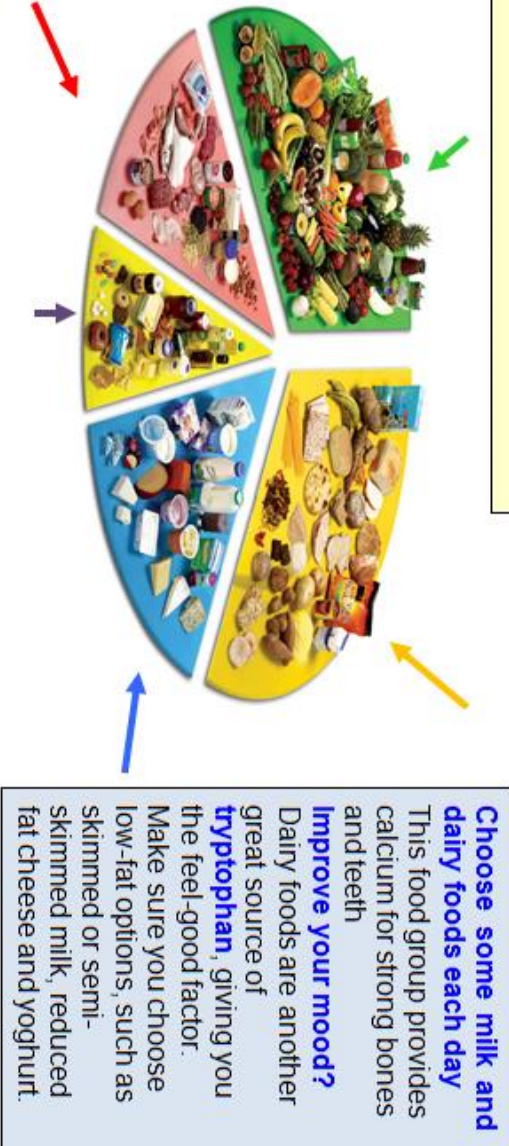 Choose some milk and
dairy foods each day
This food group provides
calcium for strong bones
and teeth
Improve your mood?
Dairy foods are another
great source of
tryptophan, giving you
the feel-good factor.
Make sure you choose
low-fat options, such as
skimmed or semi-
skimmed milk, reduced
fat cheese and yoghurt.